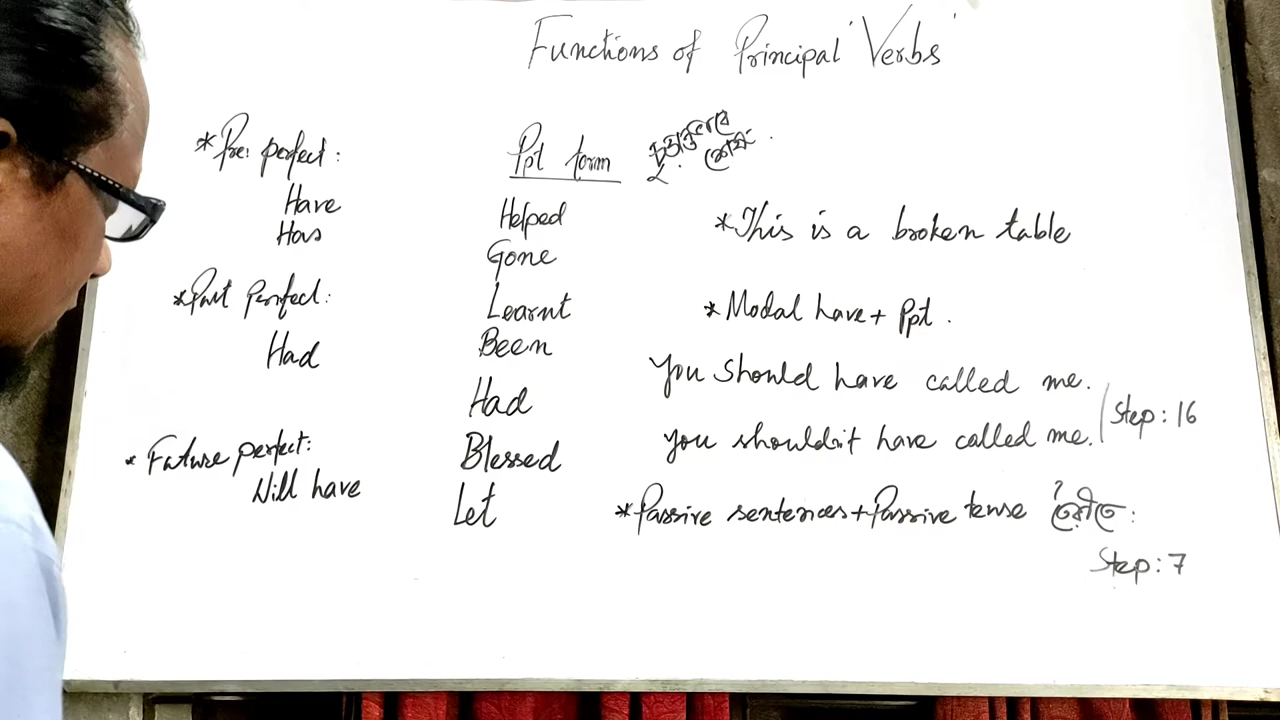 Functions of Principal 'Verbs'
*Pre: perfect:
Have
Has
*Past Perfect:
Had
* Future perfect:
Will have
Ppt form
Helped
Gone
Learnt
Been
Had
Blessed
Let
*This is a broken table
*Modal have + Ppt.
You should have called me.
you shouldn't have called me.
Step: 16
*Passive sentences + Passive tense
Step: 7